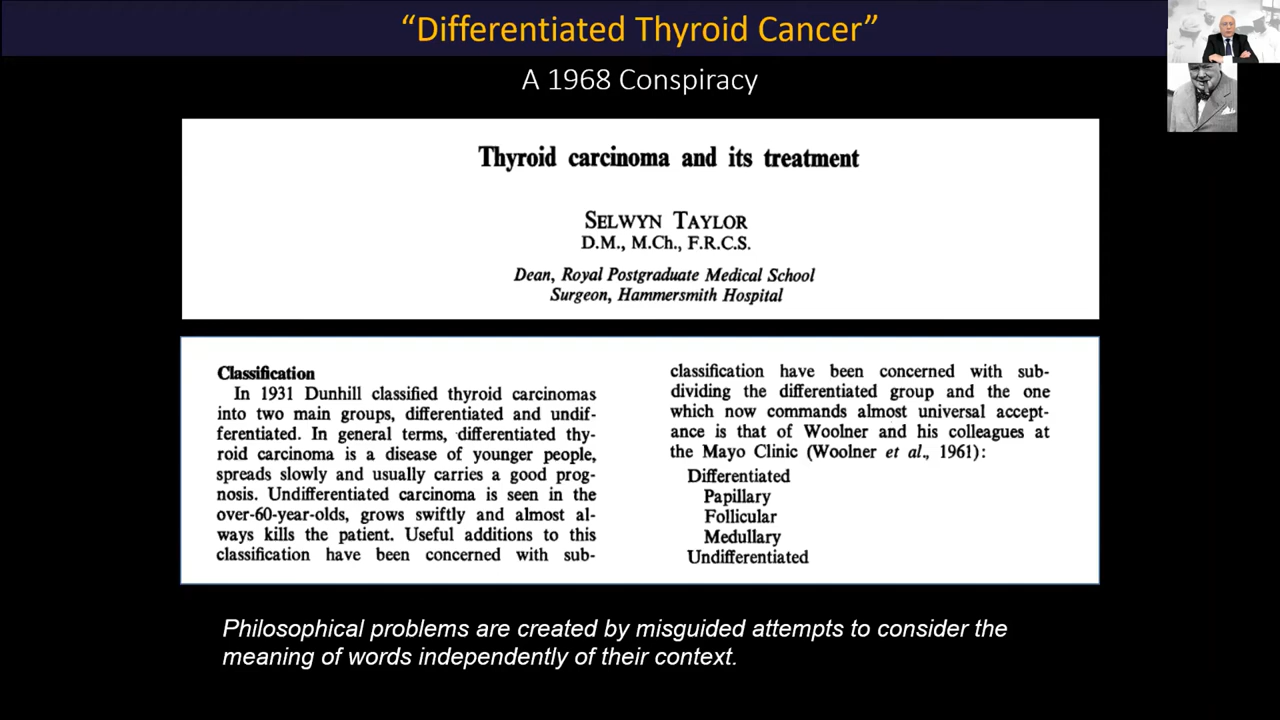 “Differentiated Thyroid Cancer”
A 1968 Conspiracy
Thyroid carcinoma and its treatment
SELWYN TAYLOR
D.M., M.Ch., F.R.C.S.
Dean, Royal Postgraduate Medical School
Surgeon, Hammersmith Hospital
Classification
In 1931 Dunhill classified thyroid carcinomas
into two main groups, differentiated and undif-
ferentiated. In general terms, differentiated thy-
roid carcinoma is a disease of younger people,
spreads slowly and usually carries a good prog-
nosis. Undifferentiated carcinoma is seen in the
over-60-year-olds, grows swiftly and almost al-
ways kills the patient. Useful additions to this
classification have been concerned with sub-
classification have been concerned with sub-
dividing the differentiated group and the one
which now commands almost universal accept-
ance is that of Woolner and his colleagues at
the Mayo Clinic (Woolner et al., 1961):
Differentiated
Papillary
Follicular
Medullary
Undifferentiated
Philosophical problems are created by misguided attempts to consider the
meaning of words independently of their context.